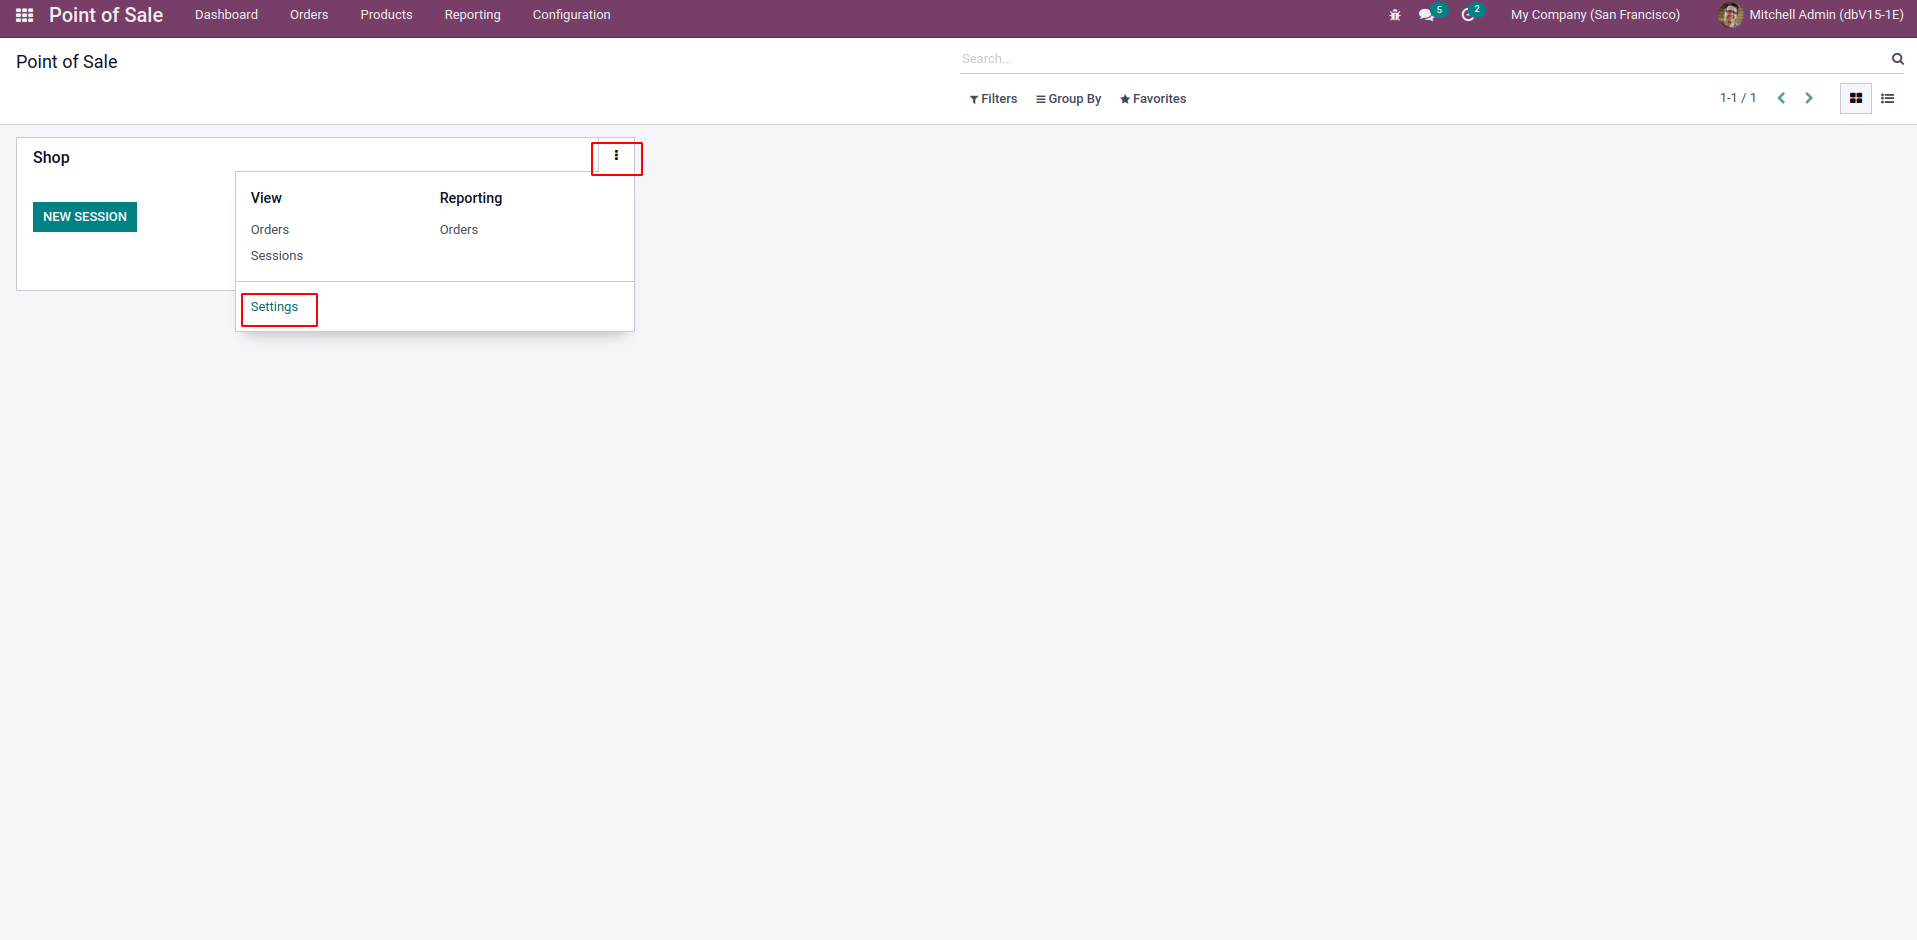 Point of Sale Dashboard Orders Products Reporting Configuration 5 2 My Company (San Francisco) Mitchell Admin (dbV15-1E)
Point of Sale Search...
Filters Group By Favorites 1-1 / 1
Shop
View Reporting
NEW SESSION
Orders Orders
Sessions
Settings